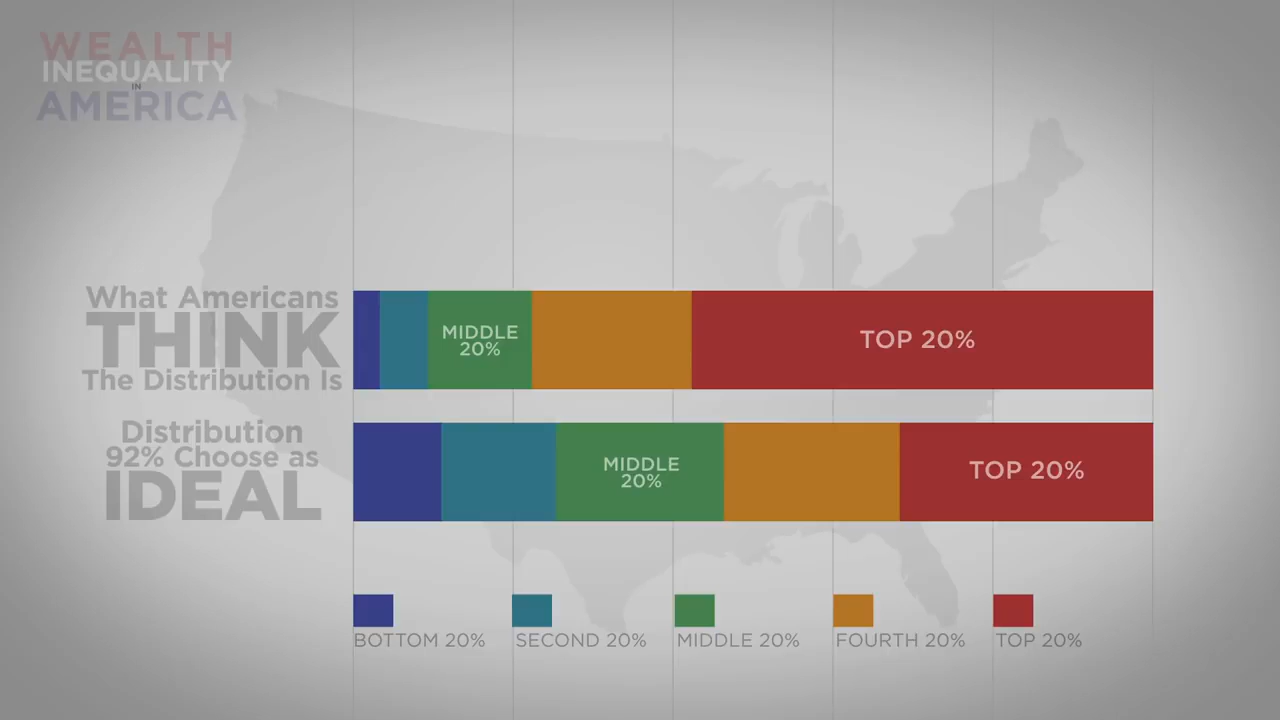 WEALTH
INEQUALITY
IN
AMERICA
What Americans
THINK
The Distribution Is
MIDDLE
20%
TOP 20%
Distribution
92% Choose as
IDEAL
MIDDLE
20%
TOP 20%
BOTTOM 20%
SECOND 20%
MIDDLE 20%
FOURTH 20%
TOP 20%